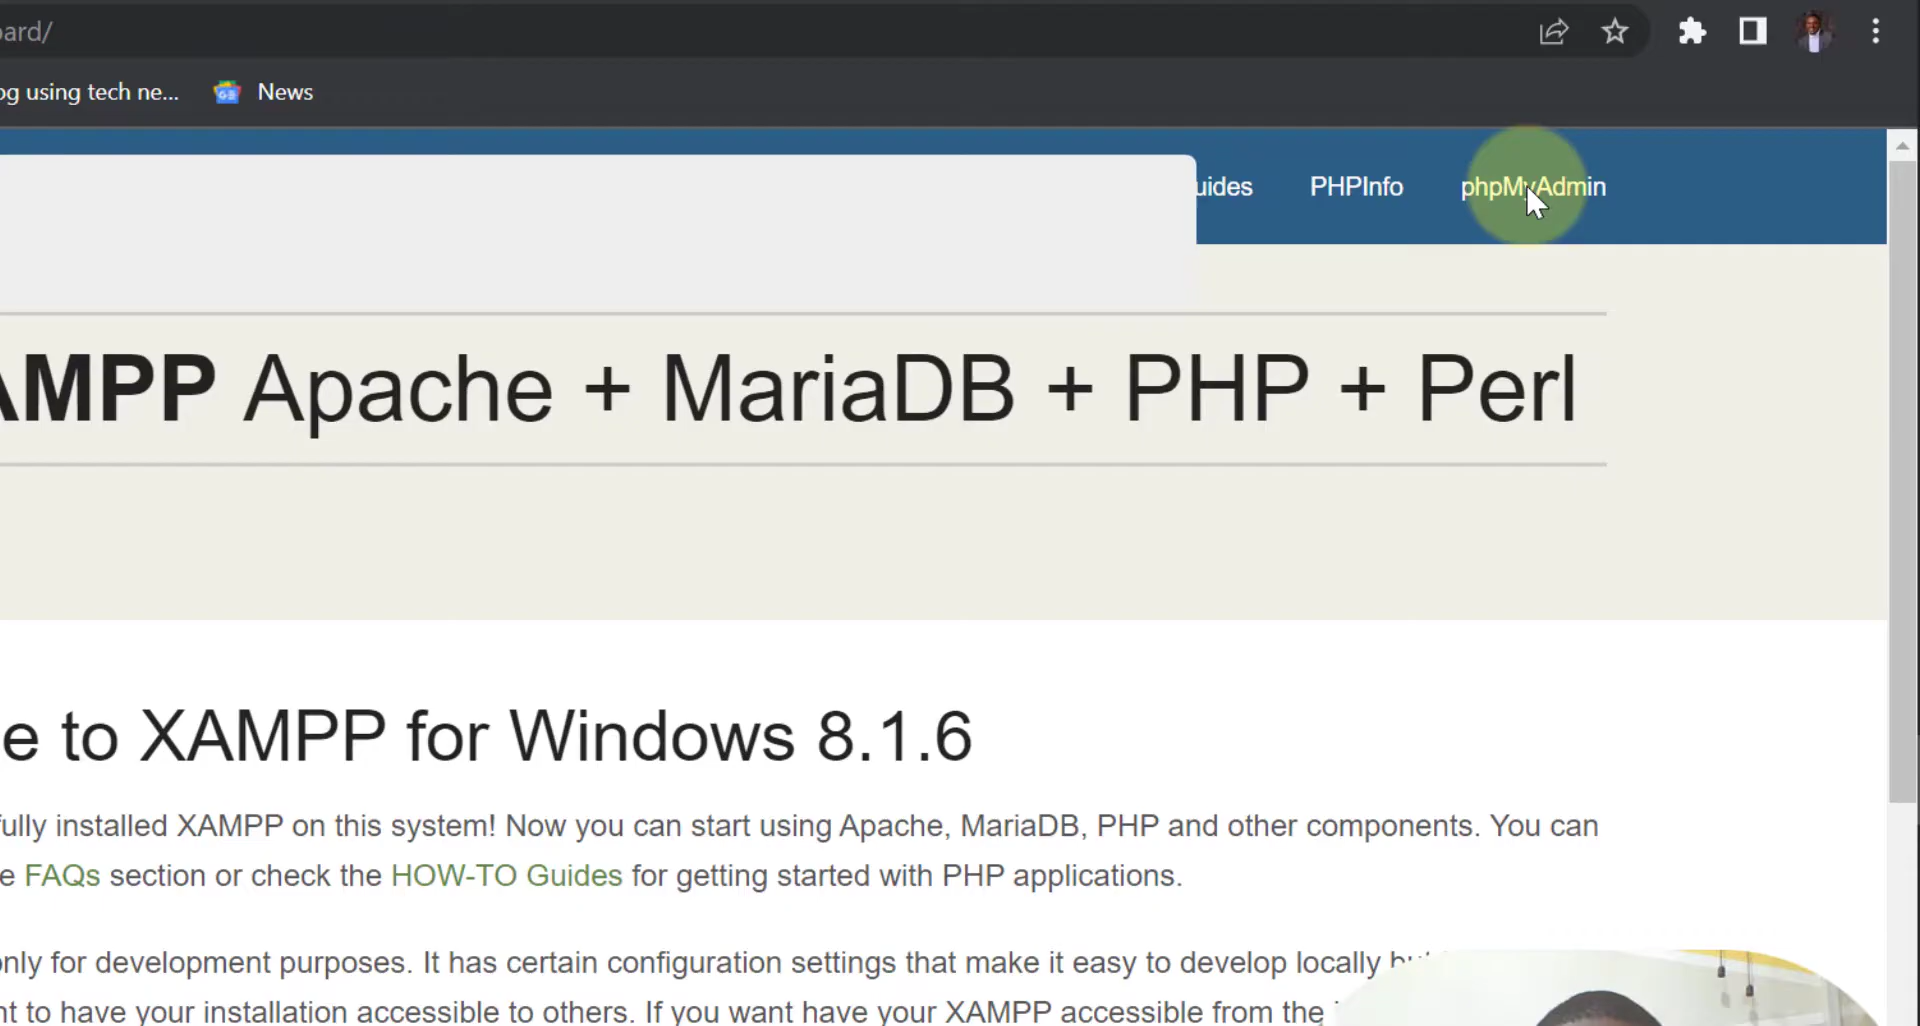 ard/
og using tech ne... News
uides PHPInfo phpMyAdmin
AMPP Apache + MariaDB + PHP + Perl
e to XAMPP for Windows 8.1.6
fully installed XAMPP on this system! Now you can start using Apache, MariaDB, PHP and other components. You can
e FAQs section or check the HOW-TO Guides for getting started with PHP applications.
only for development purposes. It has certain configuration settings that make it easy to develop locally
nt to have your installation accessible to others. If you want have your XAMPP accessible from the